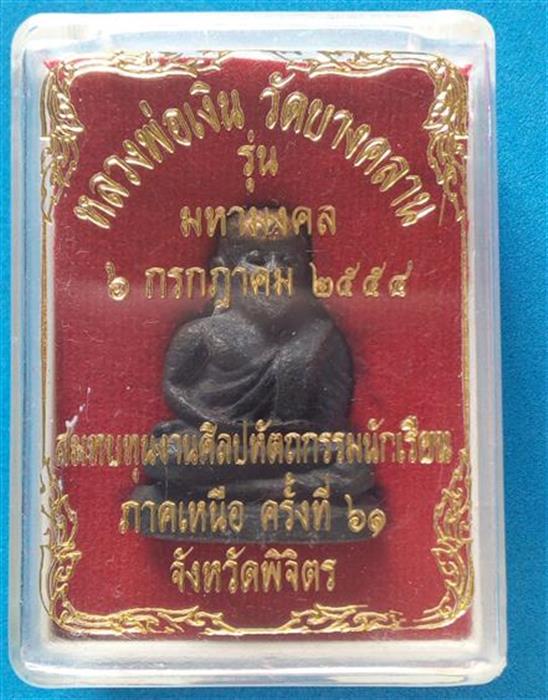 หลวงพ่อเงิน วัดบางคลาน
รุ่น
มหามงคล
๖ กรกฎาคม ๒๕๕๔
สมทบทุนงานศิลปหัตถกรรมนักเรียน
ภาคเหนือ ครั้งที่ ๖๑
จังหวัดพิจิตร